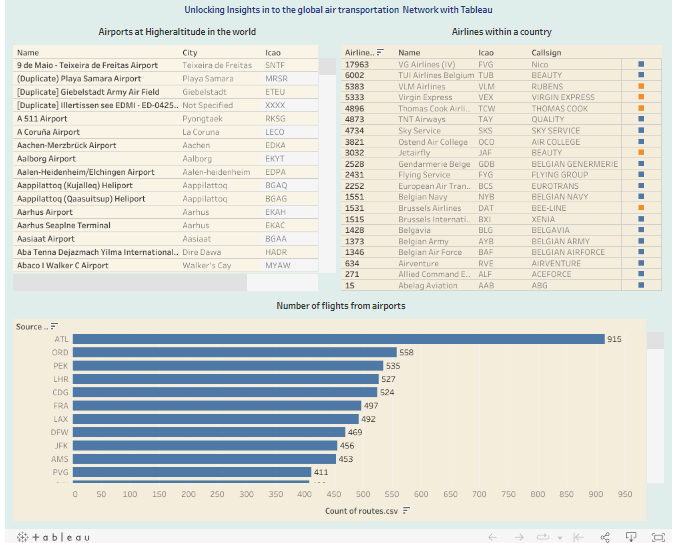 Unlocking Insights in to the global air transportation Network with Tableau
Airports at Higheraltitude in the world
Name City Icao
9 de Maio - Teixeira de Freitas Airport Teixeira de Freitas SNTF
(Duplicate) Playa Samara Airport Playa Samara MRSR
[Duplicate] Giebelstadt Army Air Field Giebelstadt ETEU
[Duplicate] Illertissen see EDMI - ED-0425.. Not Specified XXXX
A 511 Airport Pyongtaek RKSG
A Coruña Airport La Coruna LECO
Aachen-Merzbrück Airport Aachen EDKA
Aalborg Airport Aalborg EKYT
Aalen-Heidenheim/Elchingen Airport Aalen-heidenheim EDPA
Aappilattoq (Kujalleq) Heliport Aappilattoq BGAQ
Aappilattoq (Qaasuitsup) Heliport Aappilattoq BGAG
Aarhus Airport Aarhus EKAH
Aarhus Seaplne Terminal Aarhus EKAC
Aasiaat Airport Aasiaat BGAA
Aba Tenna Dejazmach Yilma International.. Dire Dawa HADR
Abaco I Walker C Airport Walker's Cay MYAW
Airlines within a country
Airline.. Name Icao Callsign
17963 VG Airlines (IV) FVG Nico
6002 TUI Airlines Belgium TUB BEAUTY
5383 VLM Airlines VLM RUBENS
5333 Virgin Express VEX VIRGIN EXPRESS
4896 Thomas Cook Airli.. TCW THOMAS COOK
4873 TNT Airways TAY QUALITY
4734 Sky Service SKS SKY SERVICE
3821 Ostend Air College OCO AIR COLLEGE
3032 Jetairfly JAF BEAUTY
2528 Gendarmerie Belge GDB BELGIAN GENERMERIE
2431 Flying Service FYG FLYING GROUP
2252 European Air Tran.. BCS EUROTRANS
1551 Belgian Navy NYB BELGIAN NAVY
1531 Brussels Airlines DAT BEE-LINE
1515 Brussels Internati.. BXI XENIA
1428 Belgavia BLG BELGAVIA
1373 Belgian Army AYB BELGIAN ARMY
1346 Belgian Air Force BAF BELGIAN AIRFORCE
634 Airventure RVE AIRVENTURE
271 Allied Command E.. ALF ACEFORCE
15 Abelag Aviation AAB ABG
Number of flights from airports
Source ..
ATL 915
ORD 558
PEK 535
LHR 527
CDG 524
FRA 497
LAX 492
DFW 469
JFK 456
AMS 453
PVG 411
0 50 100 150 200 250 300 350 400 450 500 550 600 650 700 750 800 850 900 950
Count of routes.csv
+ a b l e a u